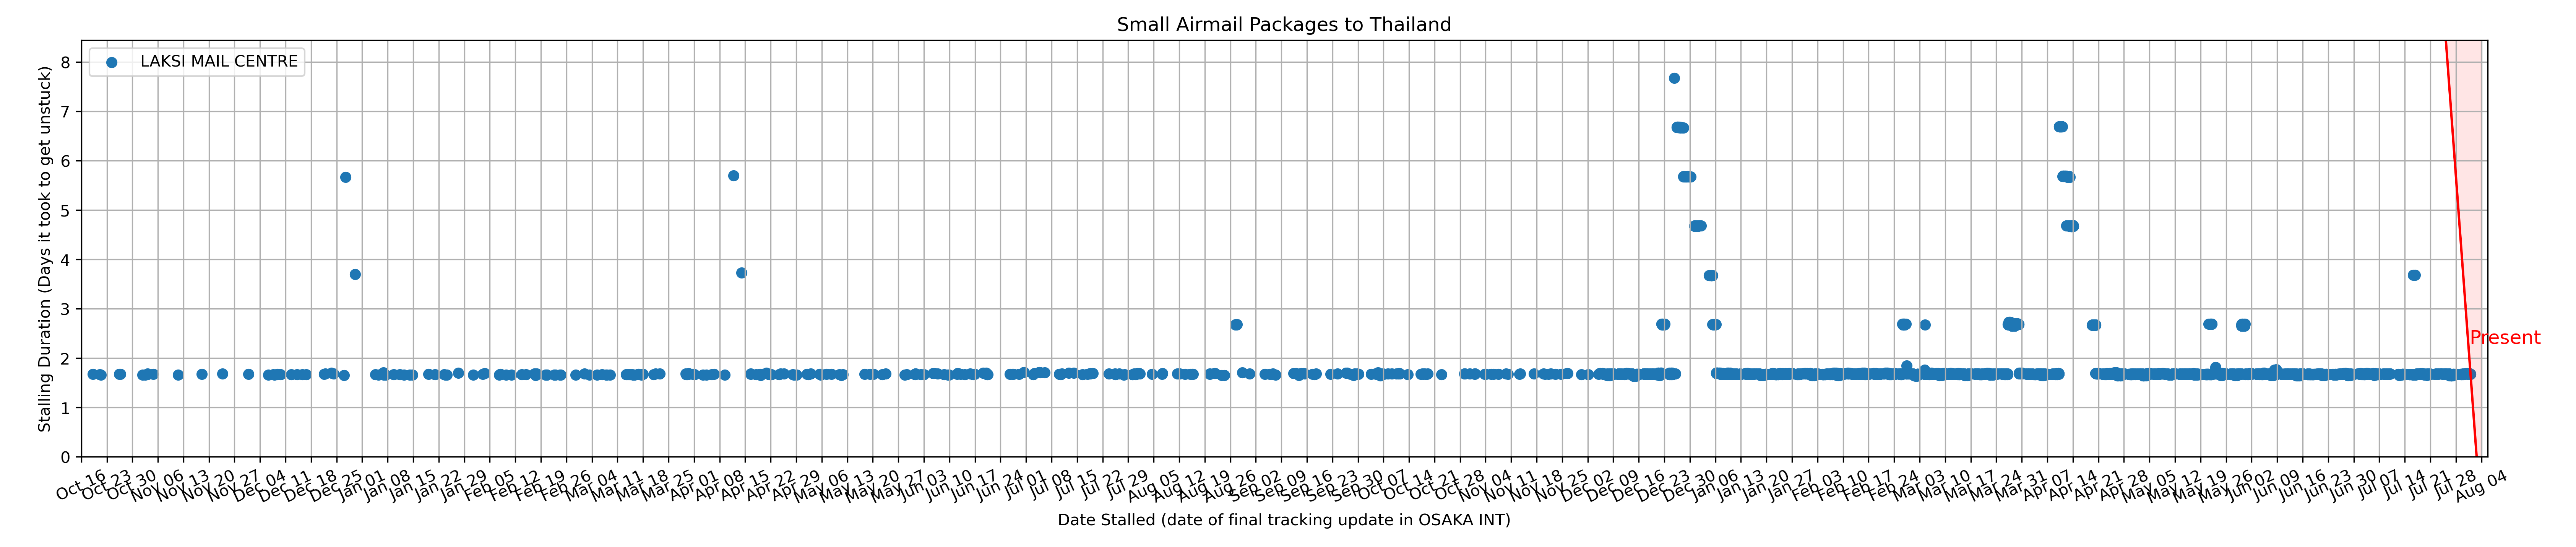 Small Airmail Packages to Thailand
LAKSI MAIL CENTRE
Stalling Duration (Days it took to get unstuck)
8
7
6
5
4
3
2
1
0
Present
Oct 16 Oct 23 Oct 30 Nov 06 Nov 13 Nov 20 Nov 27 Dec 04 Dec 11 Dec 18 Dec 25 Jan 01 Jan 08 Jan 15 Jan 22 Jan 29 Feb 05 Feb 12 Feb 19 Feb 26 Mar 04 Mar 11 Mar 18 Mar 25 Apr 01 Apr 08 Apr 15 Apr 22 Apr 29 May 06 May 13 May 20 May 27 Jun 03 Jun 10 Jun 17 Jun 24 Jul 01 Jul 08 Jul 15 Jul 22 Jul 29 Aug 05 Aug 12 Aug 19 Aug 26 Sep 02 Sep 09 Sep 16 Sep 23 Sep 30 Oct 07 Oct 14 Oct 21 Oct 28 Nov 04 Nov 11 Nov 18 Nov 25 Dec 02 Dec 09 Dec 16 Dec 23 Dec 30 Jan 06 Jan 13 Jan 20 Jan 27 Feb 03 Feb 10 Feb 17 Feb 24 Mar 03 Mar 10 Mar 17 Mar 24 Mar 31 Apr 07 Apr 14 Apr 21 Apr 28 May 05 May 12 May 19 May 26 Jun 02 Jun 09 Jun 16 Jun 23 Jun 30 Jul 07 Jul 14 Jul 21 Jul 28 Aug 04
Date Stalled (date of final tracking update in OSAKA INT)